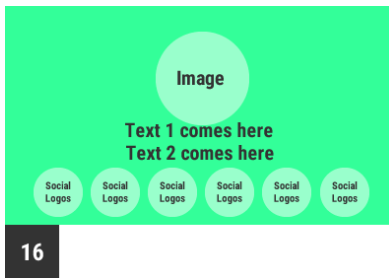 Image
Text 1 comes here
Text 2 comes here
Social Social Social Social Social Social
Logos Logos Logos Logos Logos Logos
16